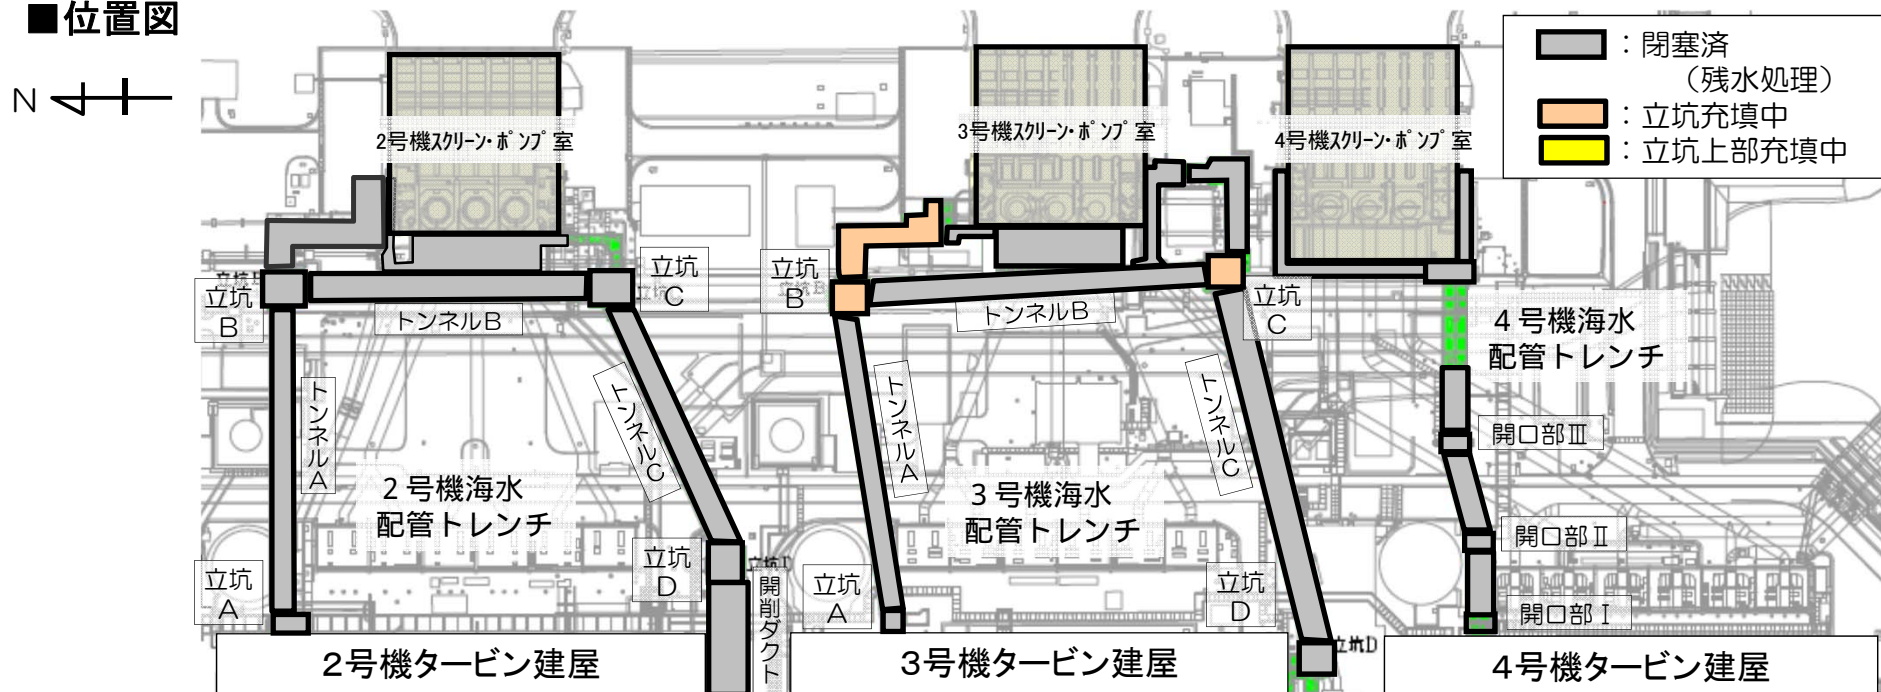 ■位置図
N
：閉塞済
（残水処理）
：立坑充填中
：立坑上部充填中
2号機ｽｸﾘｰﾝ・ﾎﾟﾝﾌﾟ室
3号機ｽｸﾘｰﾝ・ﾎﾟﾝﾌﾟ室
4号機ｽｸﾘｰﾝ・ﾎﾟﾝﾌﾟ室
立坑
B
トンネルB
立坑
C
立坑
B
立坑B
トンネルB
立坑
C
4号機海水
配管トレンチ
トンネルA
トンネルC
トンネルA
トンネルC
開口部Ⅲ
2号機海水
配管トレンチ
3号機海水
配管トレンチ
開口部Ⅱ
立坑
A
立坑
D
開削ダクト
立坑
A
立坑
D
開口部Ⅰ
立坑D
2号機タービン建屋
3号機タービン建屋
4号機タービン建屋